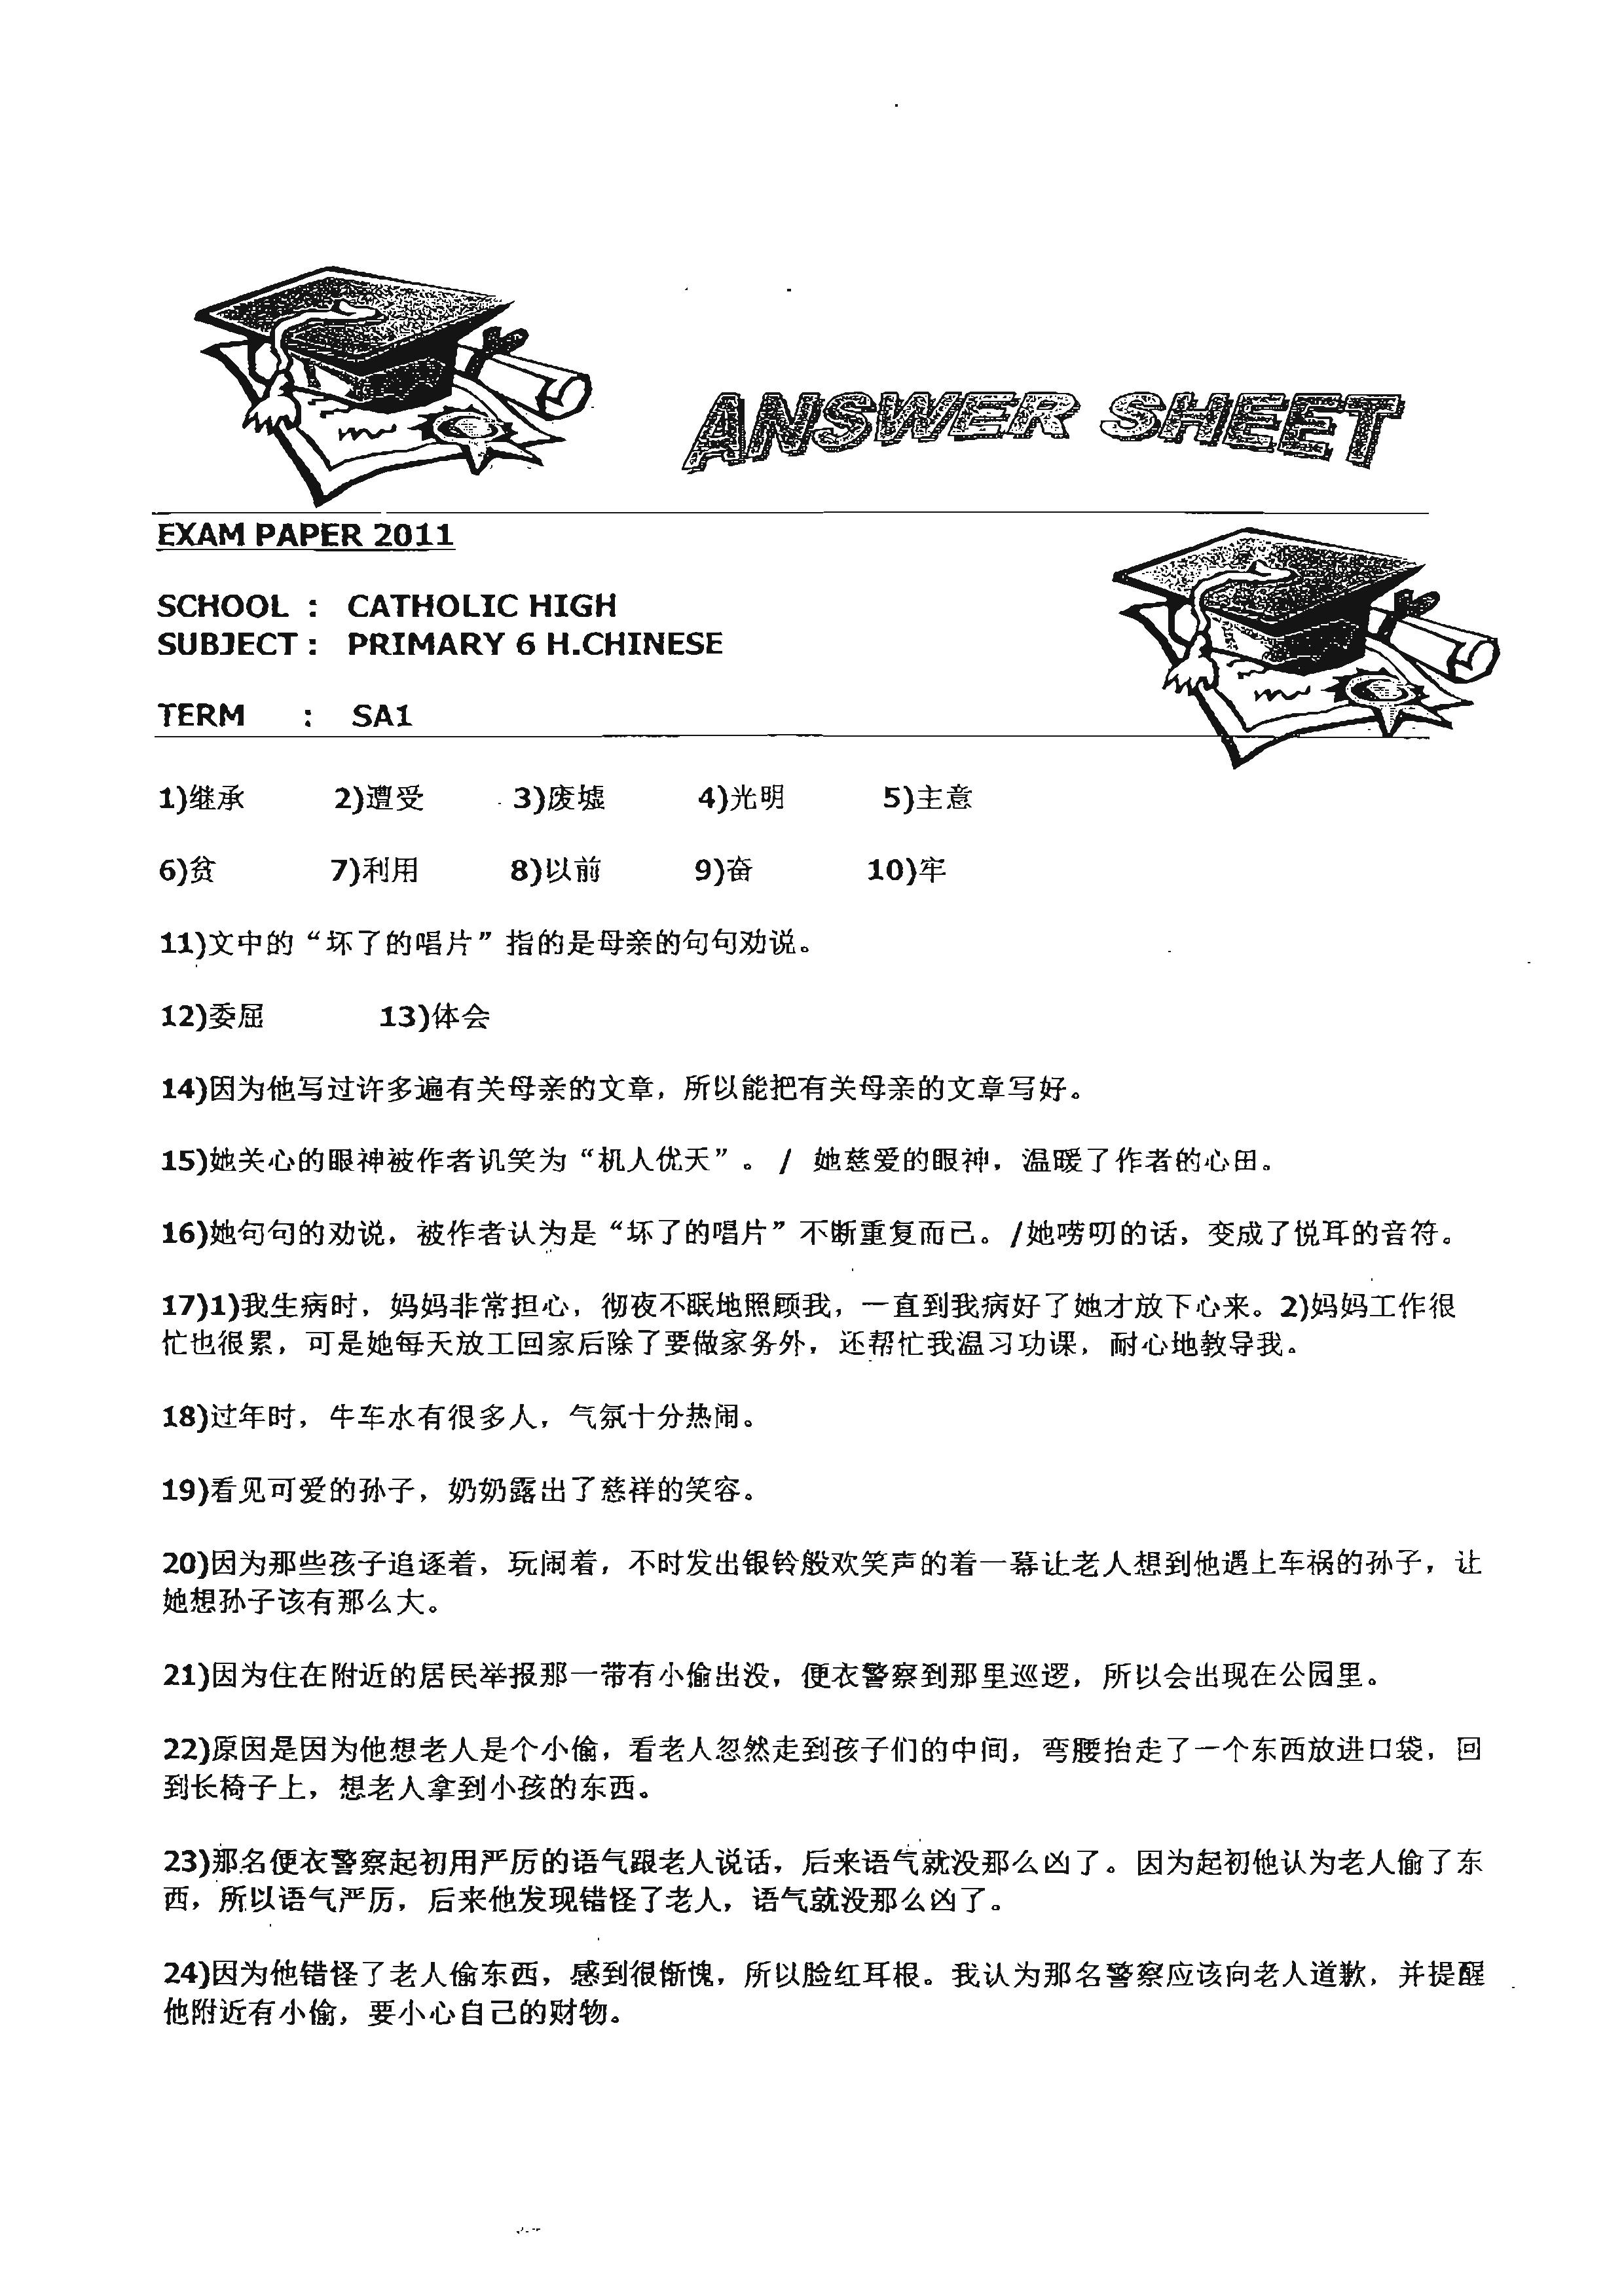 ANSWER SHEET
EXAM PAPER 2011
SCHOOL : CATHOLIC HIGH
SUBJECT : PRIMARY 6 H.CHINESE
TERM : SA1
1)继承 2)遭受 3)废墟 4)光明 5)主意
6)贫 7)利用 8)以前 9)奋 10)牢
11)文中的“坏了的唱片”指的是母亲的句句劝说。
12)委屈 13)体会
14)因为他写过许多遍有关母亲的文章，所以能把有关母亲的文章写好。
15)她关心的眼神被作者讥笑为“机人优天”。 / 她慈爱的眼神，温暖了作者的心田。
16)她句句的劝说，被作者认为是“坏了的唱片”不断重复而已。/她唠叨的话，变成了悦耳的音符。
17)1)我生病时，妈妈非常担心，彻夜不眠地照顾我，一直到我病好了她才放下心来。2)妈妈工作很
忙也很累，可是她每天放工回家后除了要做家务外，还帮忙我温习功课，耐心地教导我。
18)过年时，牛车水有很多人，气氛十分热闹。
19)看见可爱的孙子，奶奶露出了慈祥的笑容。
20)因为那些孩子追逐着，玩闹着，不时发出银铃般欢笑声的着一幕让老人想到他遇上车祸的孙子，让
她想孙子该有那么大。
21)因为住在附近的居民举报那一带有小偷出没，便衣警察到那里巡逻，所以会出现在公园里。
22)原因是因为他想老人是个小偷，看老人忽然走到孩子们的中间，弯腰抬走了一个东西放进口袋，回
到长椅子上，想老人拿到小孩的东西。
23)那名便衣警察起初用严厉的语气跟老人说话，后来语气就没那么凶了。因为起初他认为老人偷了东
西，所以语气严厉，后来他发现错怪了老人，语气就没那么凶了。
24)因为他错怪了老人偷东西，感到很惭愧，所以脸红耳根。我认为那名警察应该向老人道歉，并提醒
他附近有小偷，要小心自己的财物。